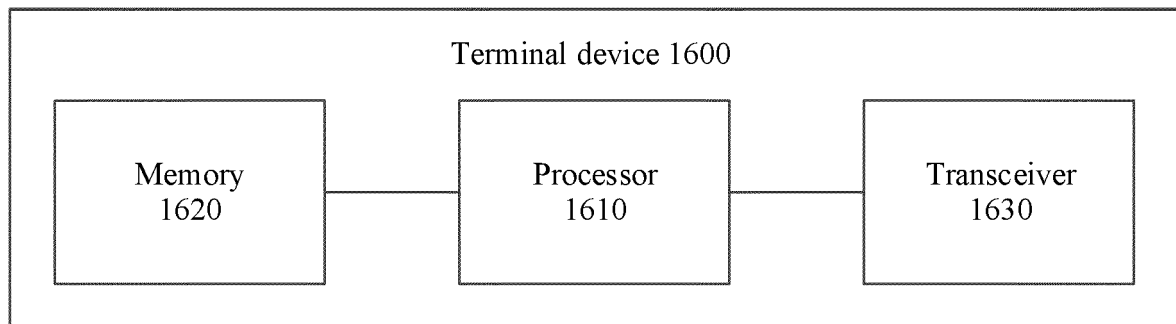 Terminal device 1600
Memory
1620
Processor
1610
Transceiver
1630